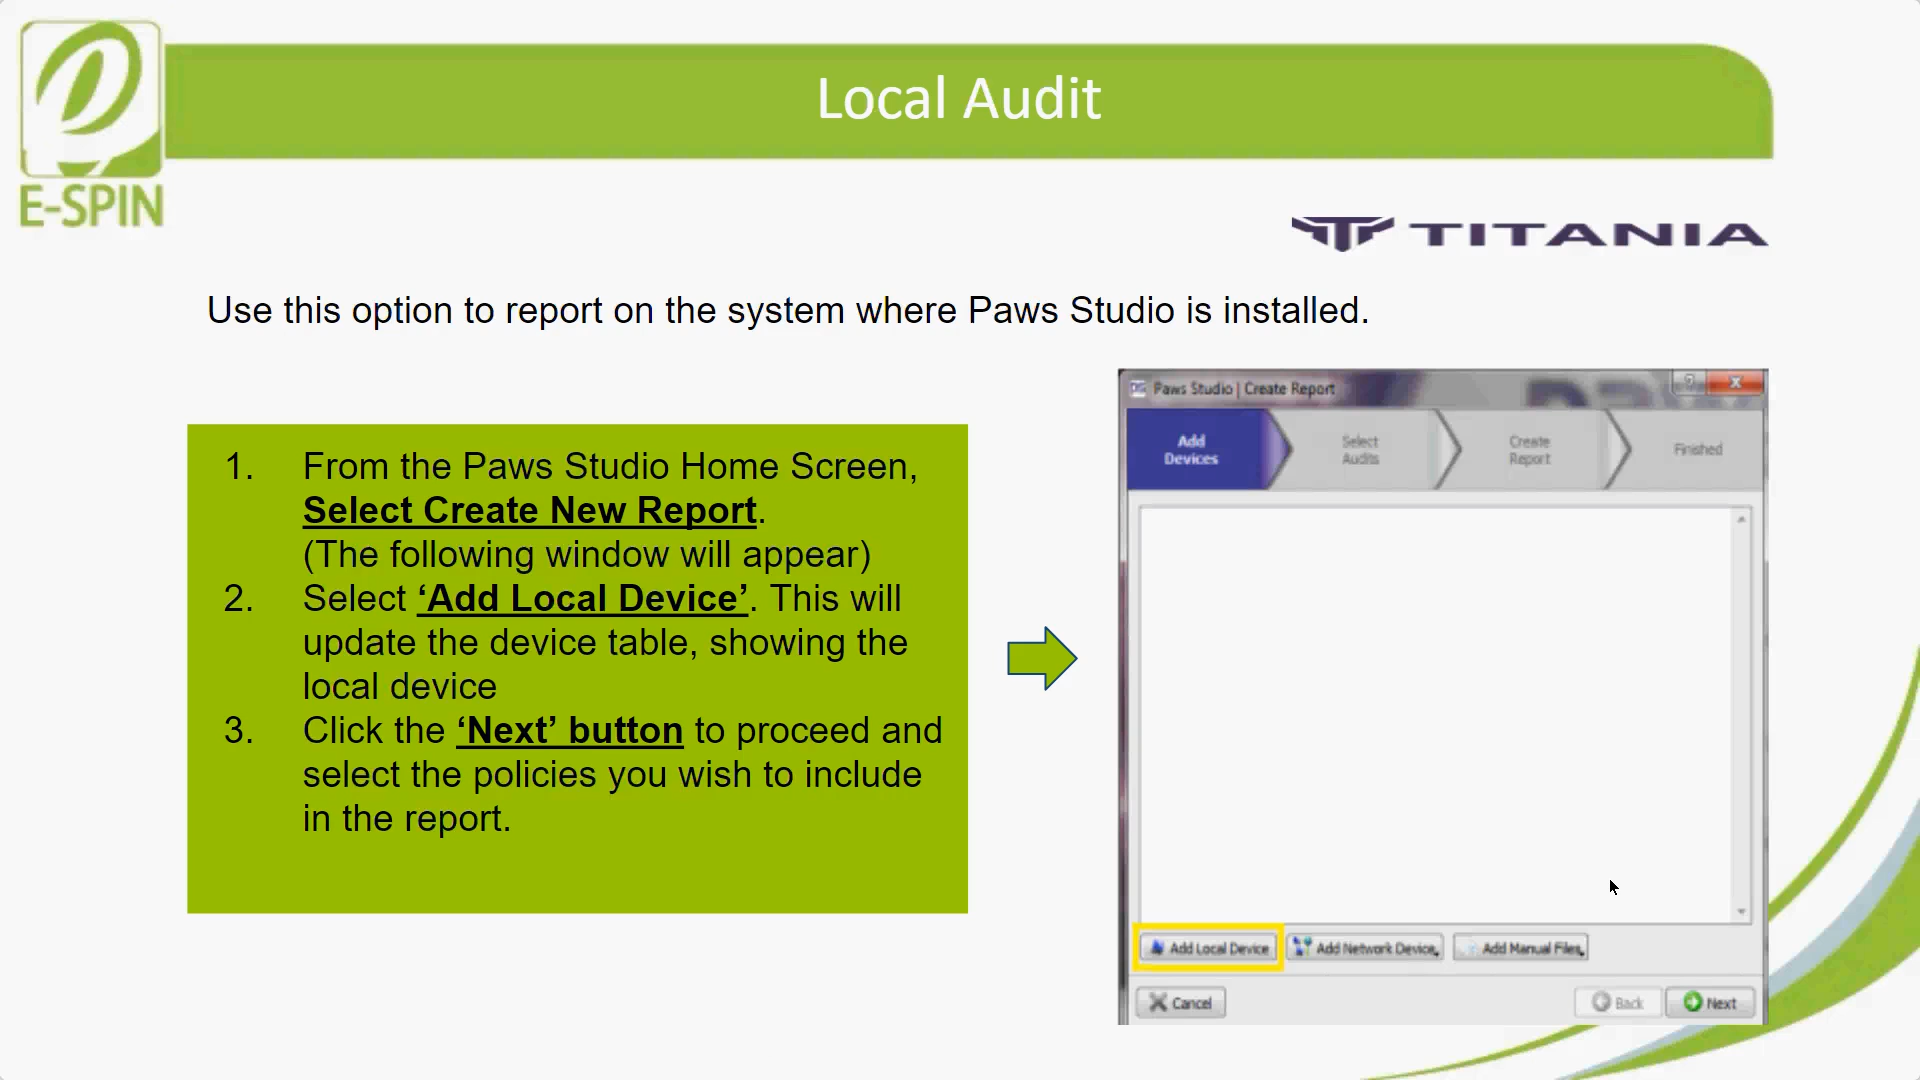 Local Audit
E-SPIN
TITANIA
Use this option to report on the system where Paws Studio is installed.
1. From the Paws Studio Home Screen,
Select Create New Report.
(The following window will appear)
2. Select ‘Add Local Device’. This will
update the device table, showing the
local device
3. Click the ‘Next’ button to proceed and
select the policies you wish to include
in the report.
Paws Studio | Create Report
Add
Devices
Select
Audits
Create
Report
Finished
Add Local Device
Add Network Device
Add Manual Files
Cancel
Back
Next